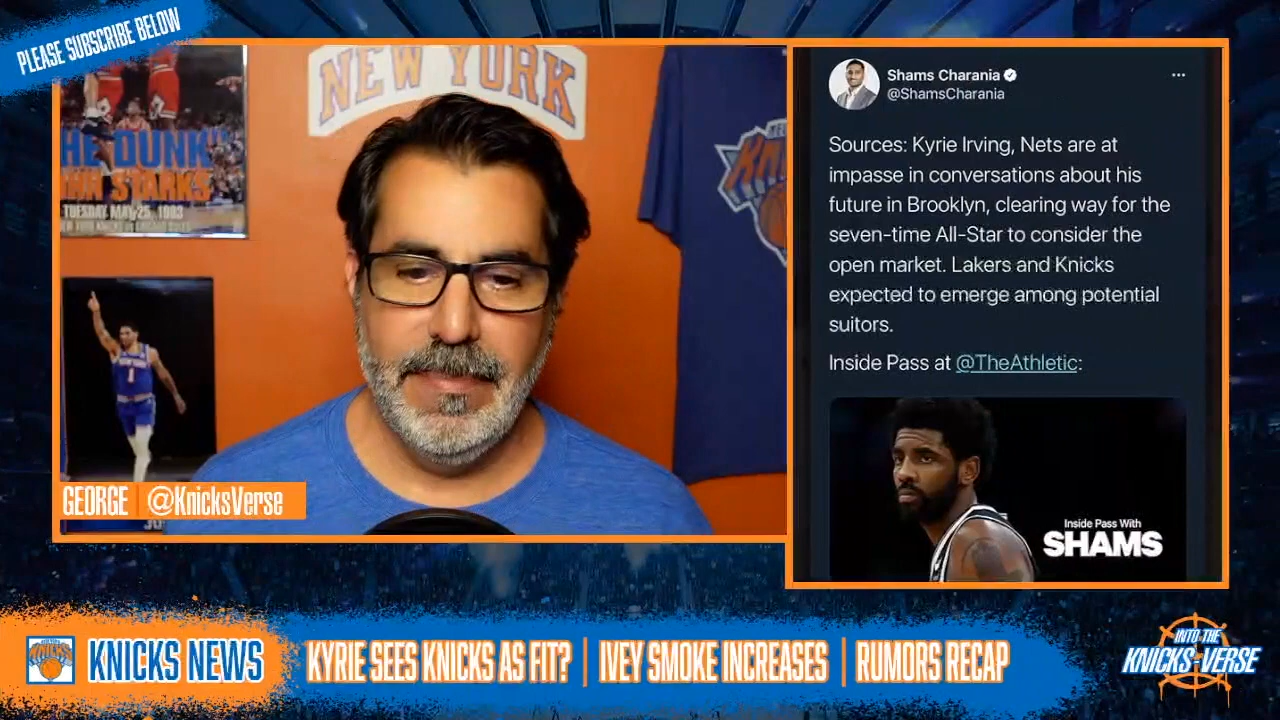 PLEASE SUBSCRIBE BELOW
NEW YORK
HE DUNK
STARKS
TUESDAY, MAY 25, 1993
1
GEORGE | @KnicksVerse
Shams Charania
@ShamsCharania
Sources: Kyrie Irving, Nets are at
impasse in conversations about his
future in Brooklyn, clearing way for the
seven-time All-Star to consider the
open market. Lakers and Knicks
expected to emerge among potential
suitors.
Inside Pass at @TheAthletic:
Inside Pass With
SHAMS
KNICKS NEWS
KYRIE SEES KNICKS AS FIT? | IVEY SMOKE INCREASES | RUMORS RECAP
INTO THE
KNICKS-VERSE